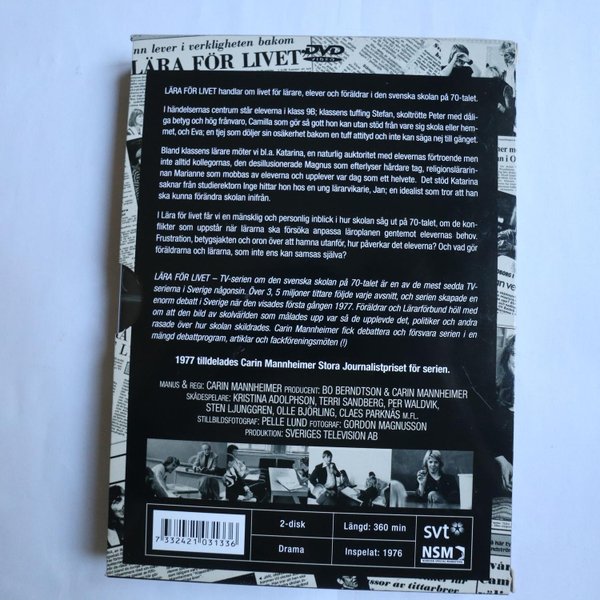 nn lever i verkligheten bakom
LÄRA FÖR LIVET
DVD
VIDEO
LÄRA FÖR LIVET handlar om livet för lärare, elever och föräldrar i den svenska skolan på 70-talet.
I händelsernas centrum står eleverna i klass 9B; klassens tuffing Stefan, skoltrötte Peter med dåli-
ga betyg och hög frånvaro, Camilla som gör så gott hon kan utan stöd från vare sig skola eller hem-
met, och Eva; en tjej som döljer sin osäkerhet bakom en tuff attityd och inte kan säga nej till gänget.
Bland klassens lärare möter vi bl.a. Katarina, en naturlig auktoritet med elevernas förtroende men
inte alltid kollegornas, den desillusionerade Magnus som efterlyser hårdare tag, religionslärarin-
nan Marianne som mobbas av eleverna och upplever var dag som ett helvete. Det stöd Katarina
saknar från studierektorn Inge hittar hon hos en ung lärarvikarie, Jan; en idealist som tror att han
ska kunna förändra skolan inifrån.
I Lära för livet får vi en mänsklig och personlig inblick i hur skolan såg ut på 70-talet, om de kon-
flikter som uppstår när lärarna ska försöka anpassa läroplanen gentemot elevernas behov.
Frustration, betygsjakten och oron över att hamna utanför, hur påverkar det eleverna? Och vad gör
föräldrarna och lärarna, som inte ens kan samsas själva?
LÄRA FÖR LIVET – TV-serien om den svenska skolan på 70-talet är en av de mest sedda TV-
serierna i Sverige någonsin. Över 3, 5 miljoner tittare följde varje avsnitt, och serien skapade en
enorm debatt i Sverige när den visades första gången 1977. Föräldrar och Lärarförbund höll med
om att den bild av skolvärlden som målades upp var så de upplevde det, politiker och andra
rasade över hur skolan skildrades. Carin Mannheimer fick debattera och försvara serien i en
mängd debattprogram, artiklar och fackföreningsmöten (!)
1977 tilldelades Carin Mannheimer Stora Journalistpriset för serien.
MANUS & REGI: CARIN MANNHEIMER PRODUCENT: BO BERNDTSON & CARIN MANNHEIMER
SKÅDESPELARE: KRISTINA ADOLPHSON, TERRI SANDBERG, PER WALDVIK,
STEN LJUNGGREN, OLLE BJÖRLING, CLAES PARKNÄS M.FL.
STILLBILDSFOTOGRAF: PELLE LUND FOTOGRAF: GORDON MAGNUSSON
PRODUKTION: SVERIGES TELEVISION AB
2-disk
Längd: 360 min
svt
Drama
Inspelat: 1976
NSM
7 332421 031336
ssor av tittarbrev